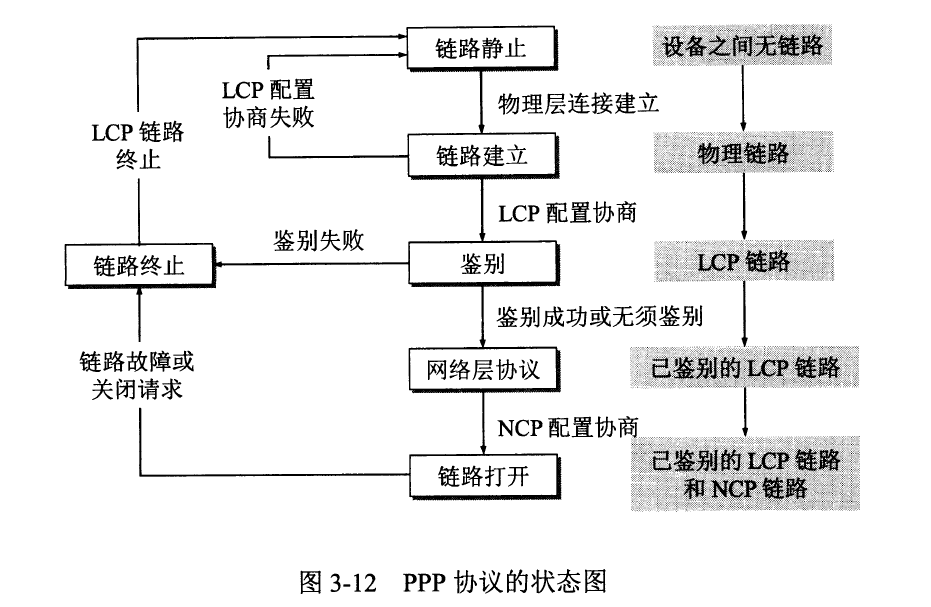 链路静止
设备之间无链路
LCP 配置
协商失败
物理层连接建立
LCP 链路
终止
链路建立
物理链路
LCP 配置协商
鉴别失败
链路终止
鉴别
LCP 链路
鉴别成功或无须鉴别
链路故障或
关闭请求
网络层协议
已鉴别的 LCP 链路
NCP 配置协商
链路打开
已鉴别的 LCP 链路
和 NCP 链路
图 3-12 PPP 协议的状态图